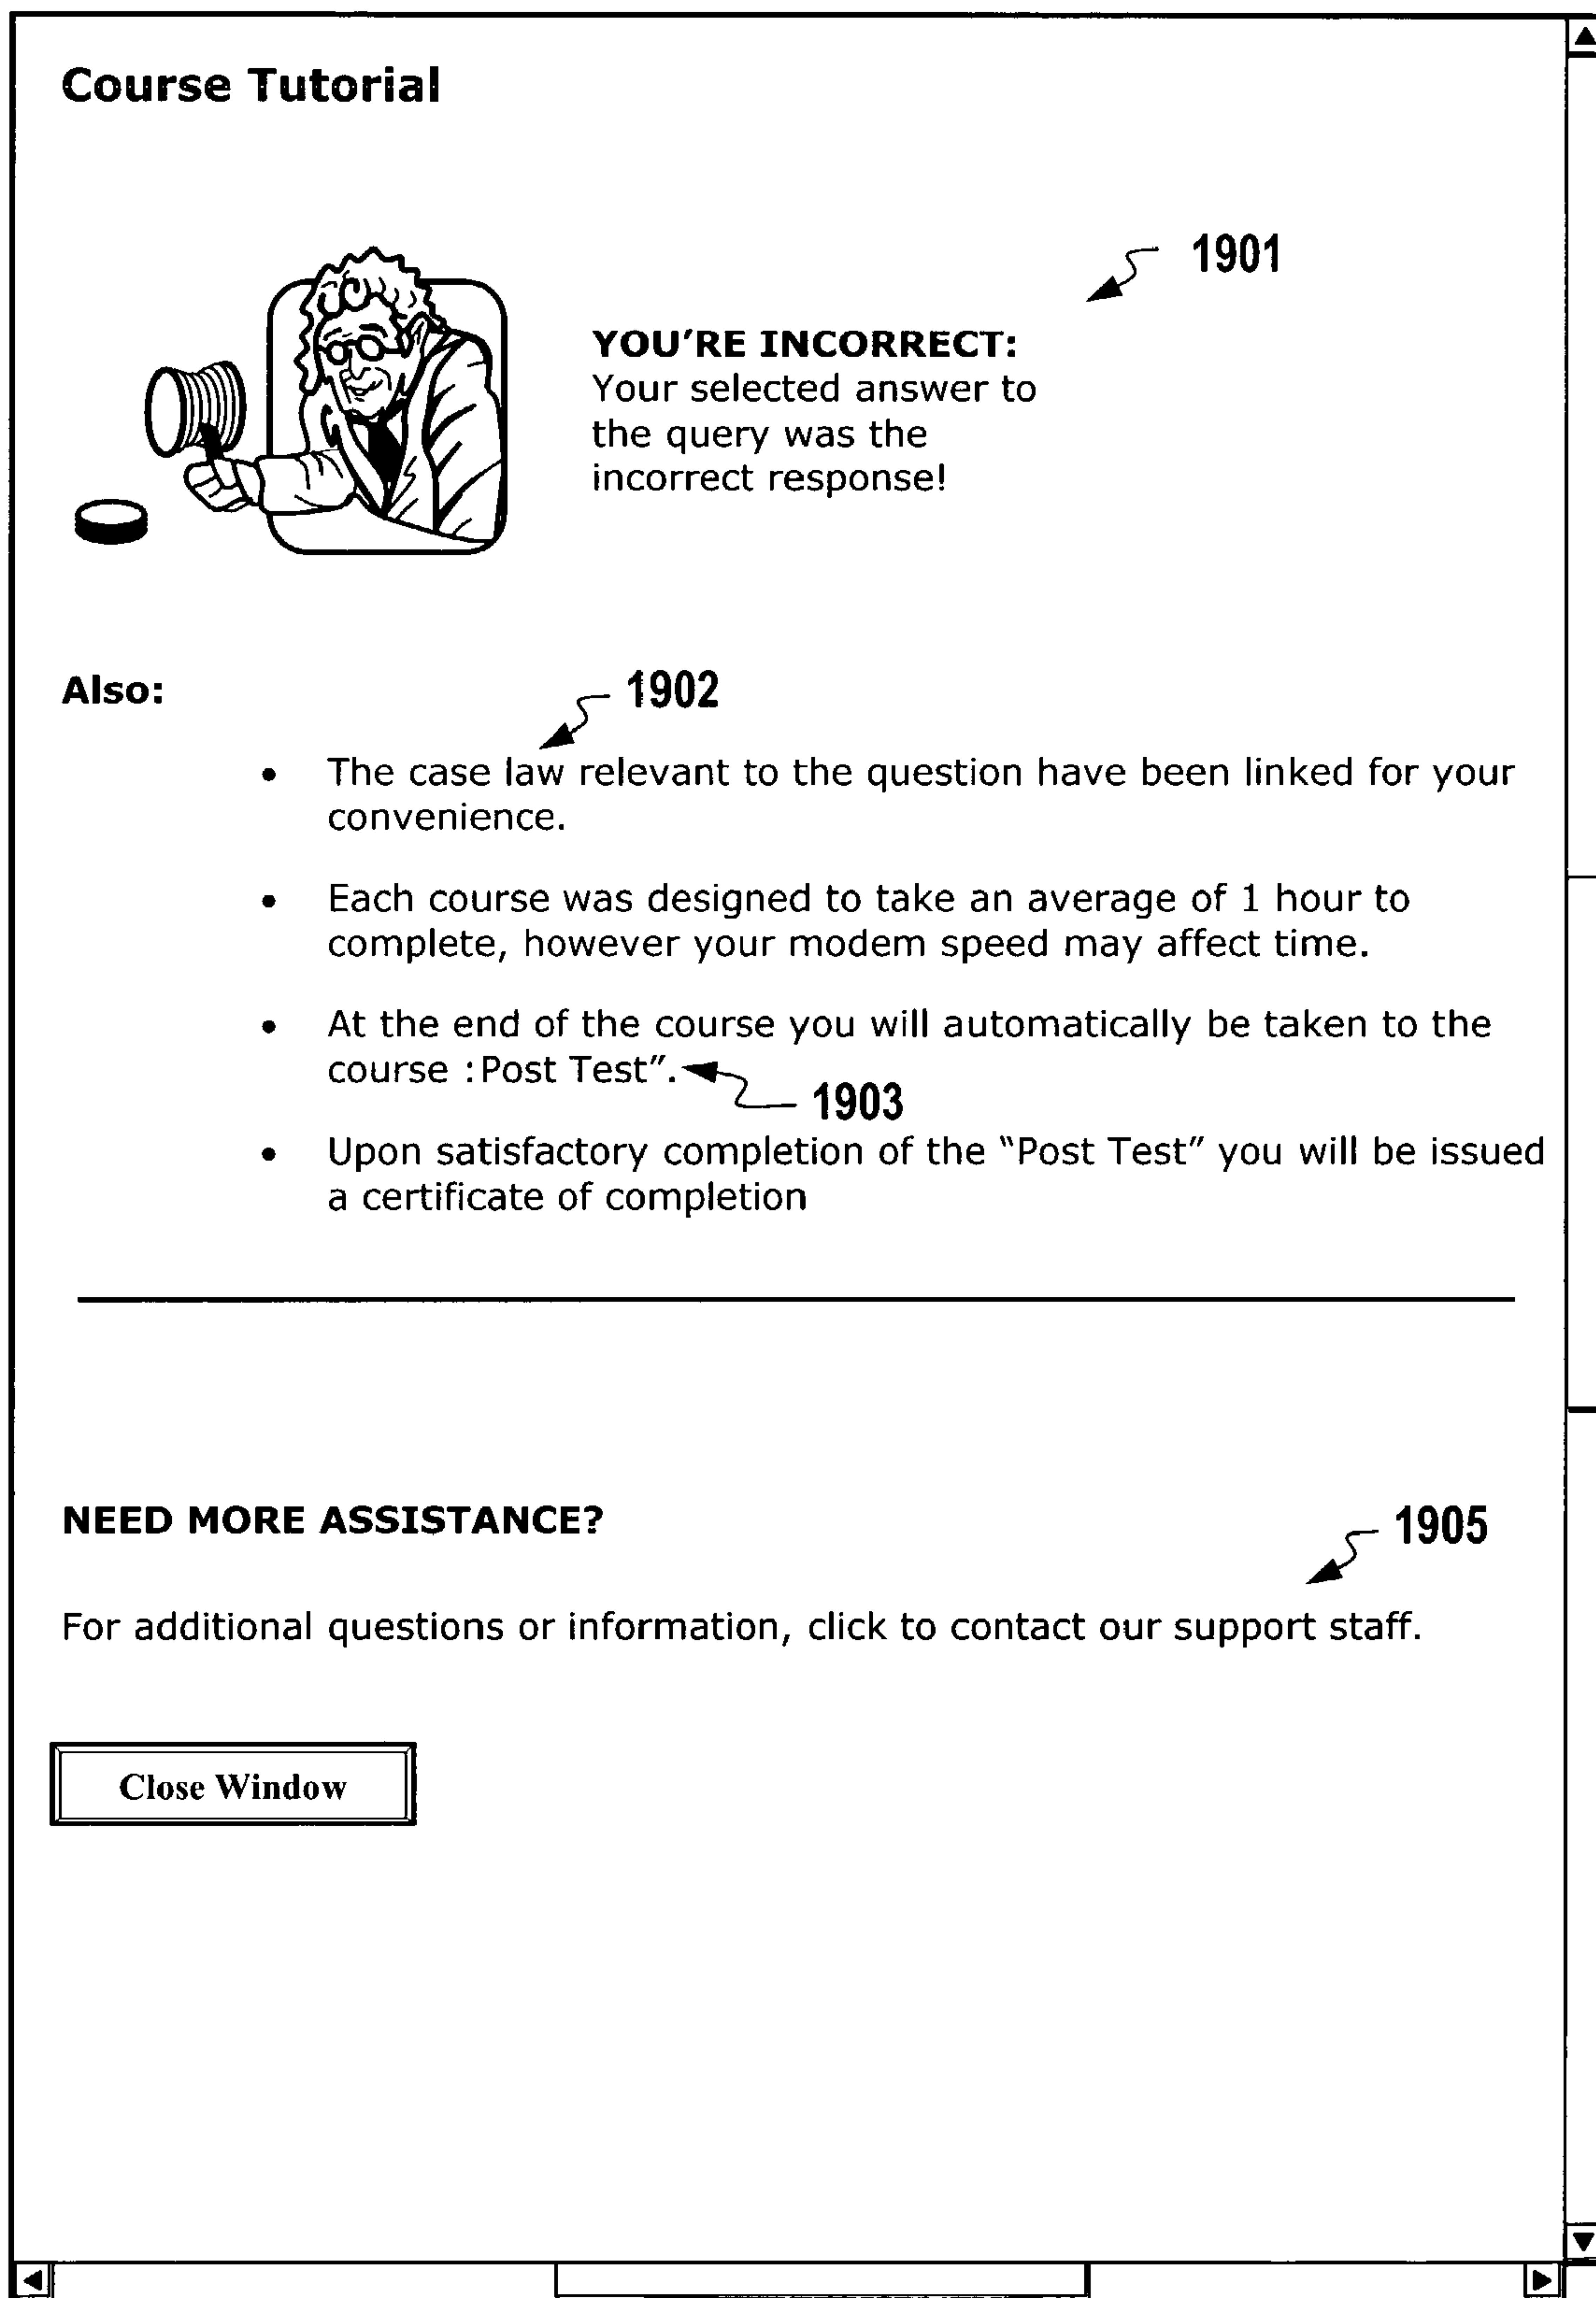 Course Tutorial
1901
YOU'RE INCORRECT:
Your selected answer to
the query was the
incorrect response!
Also:
1902
• The case law relevant to the question have been linked for your
convenience.
• Each course was designed to take an average of 1 hour to
complete, however your modem speed may affect time.
• At the end of the course you will automatically be taken to the
course :Post Test”.
1903
• Upon satisfactory completion of the “Post Test” you will be issued
a certificate of completion
NEED MORE ASSISTANCE?
1905
For additional questions or information, click to contact our support staff.
Close Window